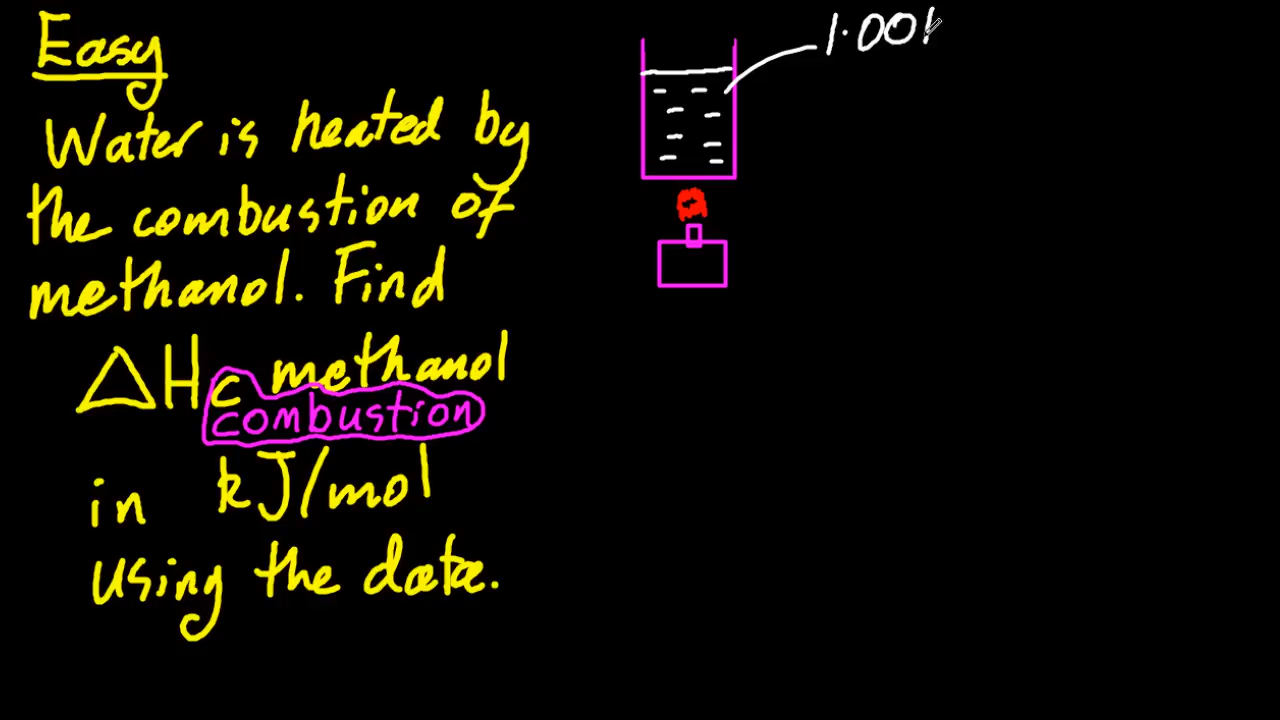 Easy
Water is heated by
the combustion of
methanol. Find
△Hc methanol
combustion
in kJ/mol
using the data.
1.00